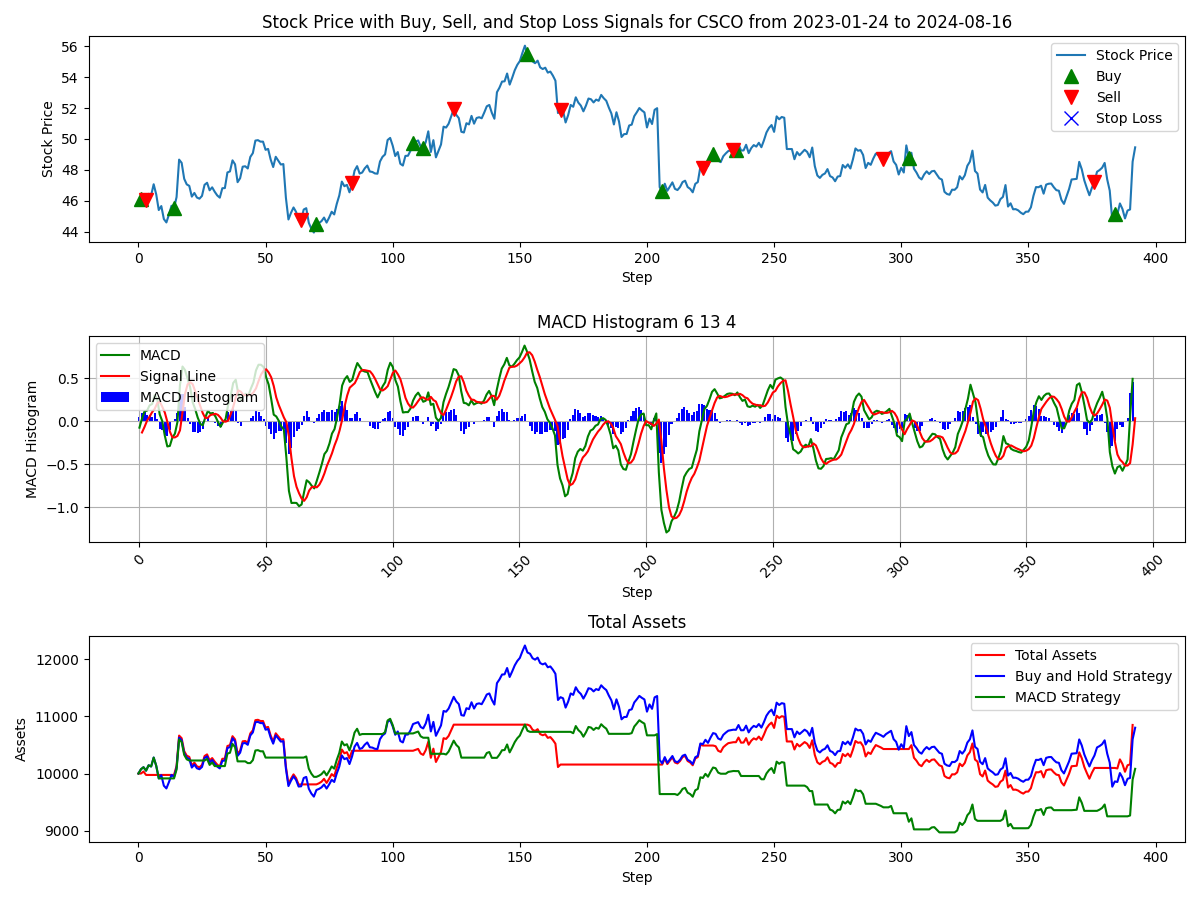 Stock Price with Buy, Sell, and Stop Loss Signals for CSCO from 2023-01-24 to 2024-08-16
Stock Price
56
54
52
50
48
46
44
Stock Price
Buy
Sell
Stop Loss
0 50 100 150 200 250 300 350 400
Step
MACD Histogram 6 13 4
MACD Histogram
0.5
0.0
−0.5
−1.0
MACD
Signal Line
MACD Histogram
0 50 100 150 200 250 300 350 400
Step
Total Assets
Assets
12000
11000
10000
9000
Total Assets
Buy and Hold Strategy
MACD Strategy
0 50 100 150 200 250 300 350 400
Step